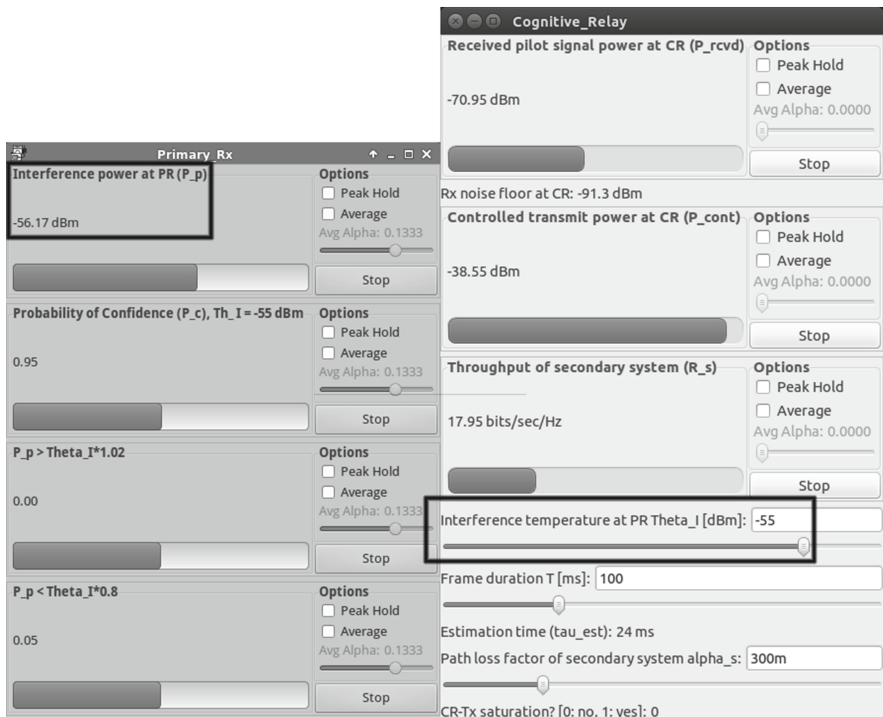 Primary_Rx
Interference power at PR (P_p)
-56.17 dBm
Options
Peak Hold
Average
Avg Alpha: 0.1333
Stop
Probability of Confidence (P_c), Th_I = -55 dBm
0.95
Options
Peak Hold
Average
Avg Alpha: 0.1333
Stop
P_p > Theta_I*1.02
0.00
Options
Peak Hold
Average
Avg Alpha: 0.1333
Stop
P_p < Theta_I*0.8
0.05
Options
Peak Hold
Average
Avg Alpha: 0.1333
Stop
Cognitive_Relay
Received pilot signal power at CR (P_rcvd)
-70.95 dBm
Options
Peak Hold
Average
Avg Alpha: 0.0000
Stop
Rx noise floor at CR: -91.3 dBm
Controlled transmit power at CR (P_cont)
-38.55 dBm
Options
Peak Hold
Average
Avg Alpha: 0.0000
Stop
Throughput of secondary system (R_s)
17.95 bits/sec/Hz
Options
Peak Hold
Average
Avg Alpha: 0.0000
Stop
Interference temperature at PR Theta_I [dBm]: -55
Frame duration T [ms]: 100
Estimation time (tau_est): 24 ms
Path loss factor of secondary system alpha_s: 300m
CR-Tx saturation? [0: no, 1: yes]: 0